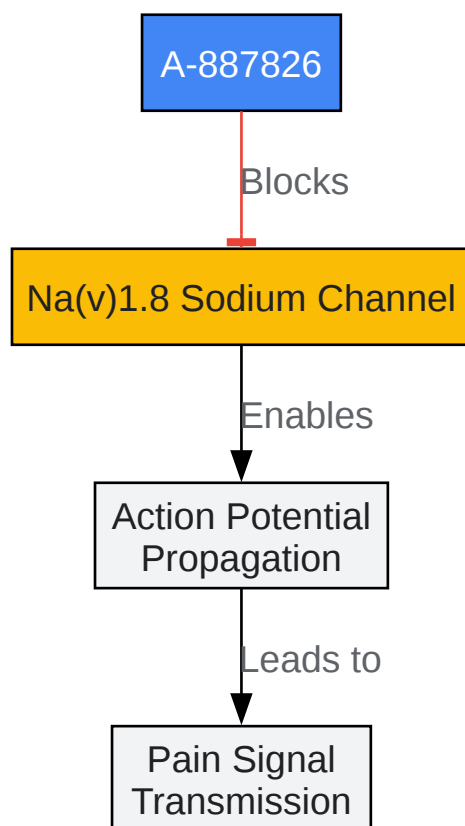 A-887826
Blocks
Na(v)1.8 Sodium Channel
Enables
Action Potential
Propagation
Leads to
Pain Signal
Transmission